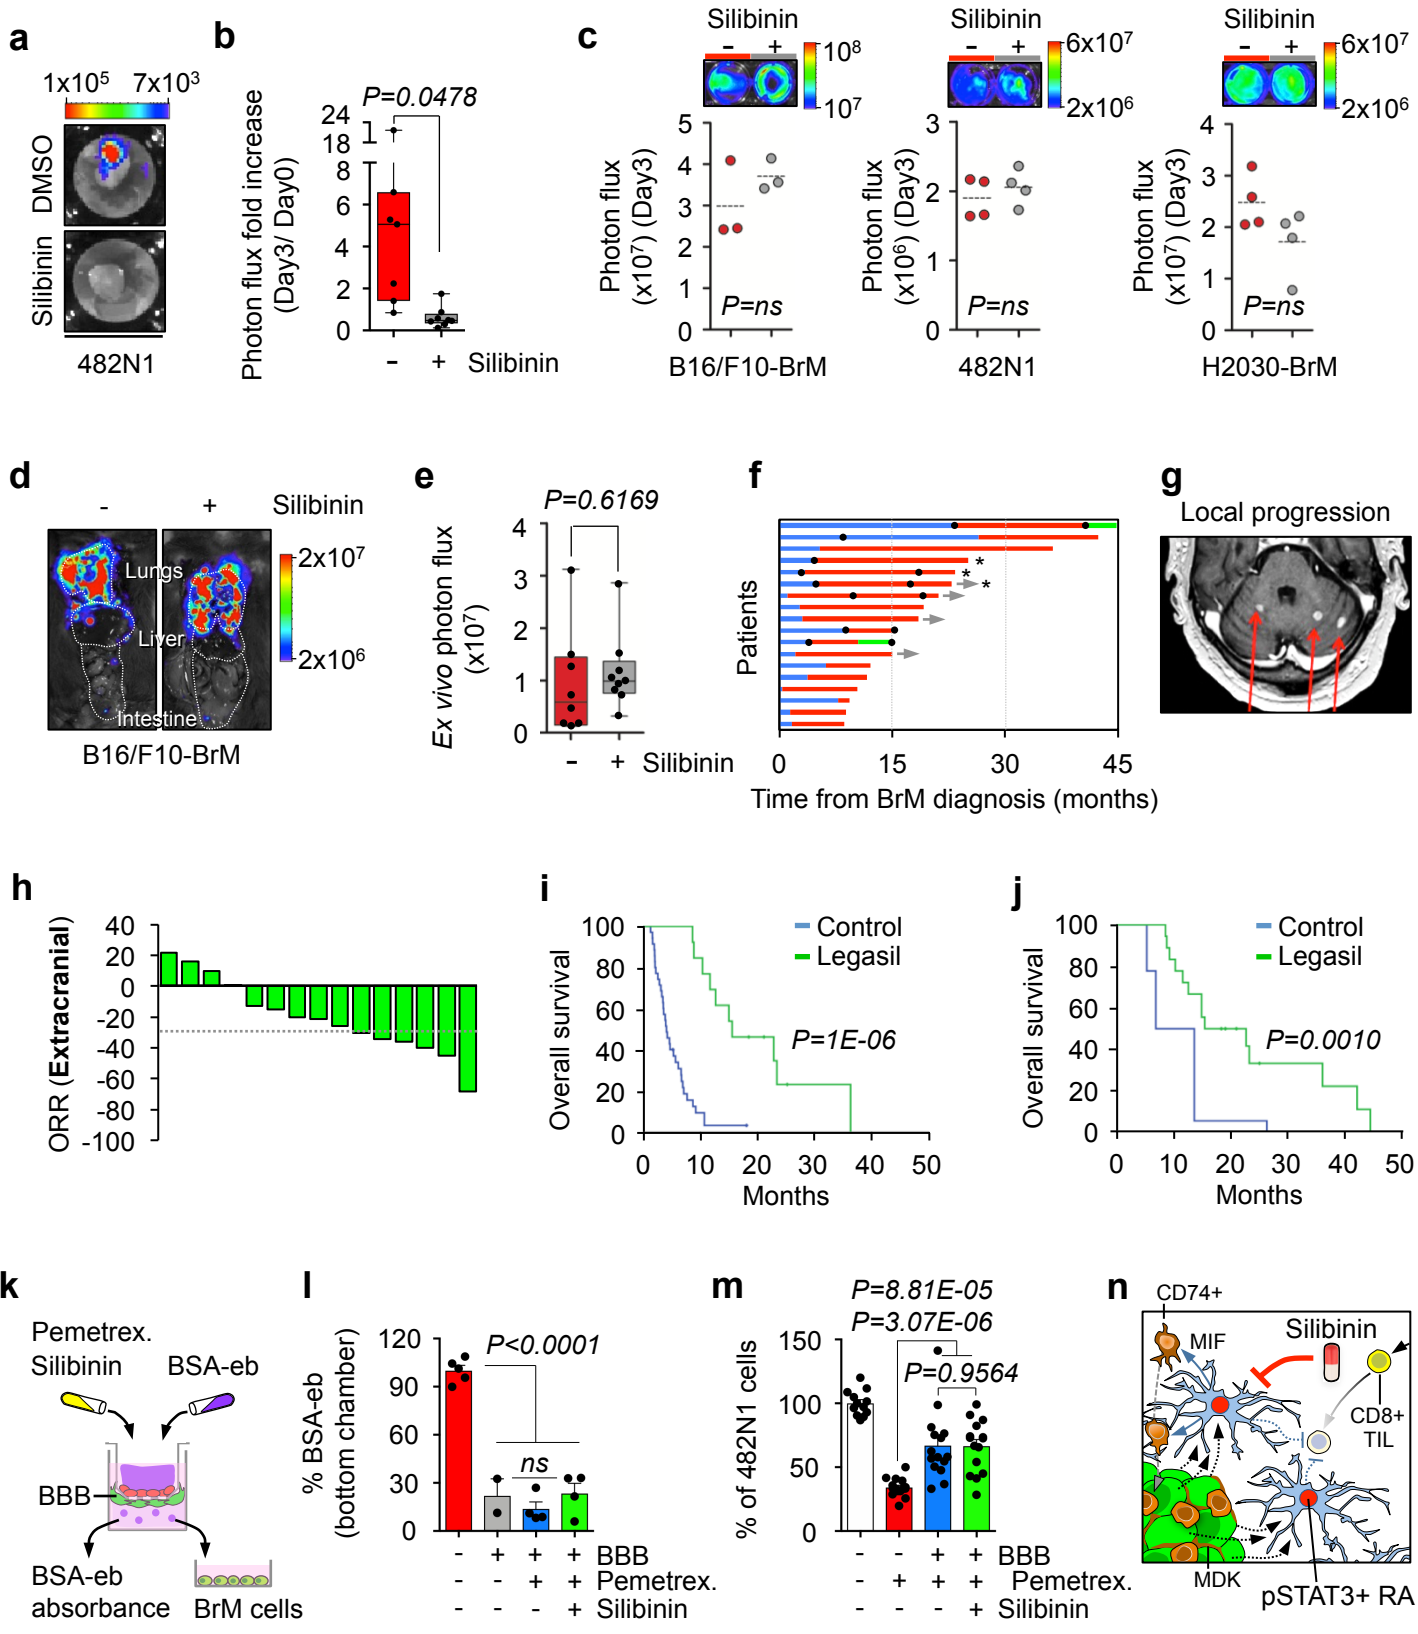 a
1x10⁵ 7x10³
DMSO
Silibinin
482N1
b
P=0.0478
Photon flux fold increase
(Day3/ Day0)
24
18
8
6
4
2
0
- + Silibinin
c
Silibinin
- +
10⁸
10⁷
Photon flux
(x10⁷) (Day3)
5
4
3
2
1
0
P=ns
B16/F10-BrM
Silibinin
- +
6x10⁷
2x10⁶
Photon flux
(x10⁶) (Day3)
3
2
1
0
P=ns
482N1
Silibinin
- +
6x10⁷
2x10⁶
Photon flux
(x10⁷) (Day3)
4
3
2
1
0
P=ns
H2030-BrM
d
- + Silibinin
Lungs
Liver
Intestine
2x10⁷
2x10⁶
B16/F10-BrM
e
P=0.6169
Ex vivo photon flux
(x10⁷)
4
3
2
1
0
- + Silibinin
f
Patients
*
*
*
0 15 30 45
Time from BrM diagnosis (months)
g
Local progression
h
ORR (Extracranial)
40
20
0
-20
-40
-60
-80
-100
i
Overall survival
100
80
60
40
20
0
Control
Legasil
P=1E-06
0 10 20 30 40 50
Months
j
Overall survival
100
80
60
40
20
0
Control
Legasil
P=0.0010
0 10 20 30 40 50
Months
k
Pemetrex.
Silibinin
BSA-eb
BBB
BSA-eb
absorbance
BrM cells
l
% BSA-eb
(bottom chamber)
120
90
60
30
0
P<0.0001
ns
- + + + BBB
- - + + Pemetrex.
- - - + Silibinin
m
P=8.81E-05
P=3.07E-06
P=0.9564
% of 482N1 cells
150
100
50
0
- - + + BBB
- + + + Pemetrex.
- - - + Silibinin
n
CD74+
MIF
Silibinin
CD8+
TIL
MDK
pSTAT3+ RA